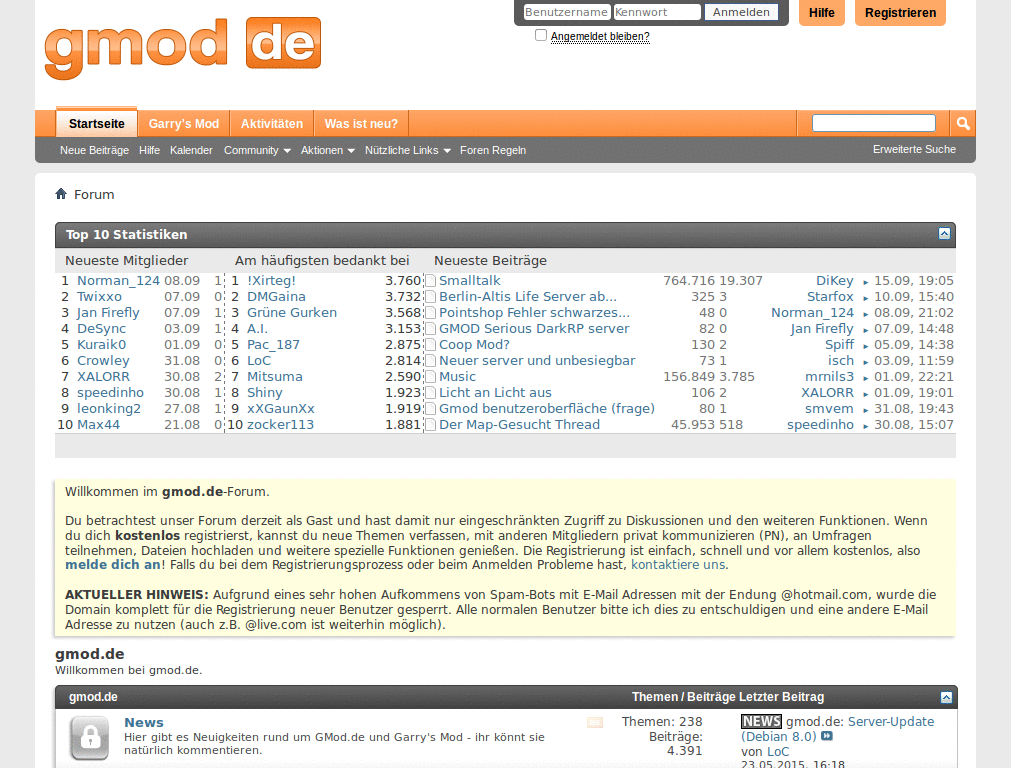 gmod de
Benutzername Kennwort Anmelden Hilfe Registrieren
Angemeldet bleiben?
Startseite Garry's Mod Aktivitäten Was ist neu?
Neue Beiträge Hilfe Kalender Community Aktionen Nützliche Links Foren Regeln Erweiterte Suche
Forum
Top 10 Statistiken
Neueste Mitglieder Am häufigsten bedankt bei Neueste Beiträge
1 Norman_124 08.09 1 1 !Xirteg! 3.760 Smalltalk 764.716 19.307 DiKey ► 15.09, 19:05
2 Twixxo 07.09 0 2 DMGaina 3.732 Berlin-Altis Life Server ab... 325 3 Starfox ► 10.09, 15:40
3 Jan Firefly 07.09 1 3 Grüne Gurken 3.568 Pointshop Fehler schwarzes... 48 0 Norman_124 ► 08.09, 21:02
4 DeSync 03.09 1 4 A.I. 3.153 GMOD Serious DarkRP server 82 0 Jan Firefly ► 07.09, 14:48
5 Kuraik0 01.09 0 5 Pac_187 2.875 Coop Mod? 130 2 Spiff ► 05.09, 14:38
6 Crowley 31.08 0 6 LoC 2.814 Neuer server und unbesiegbar 73 1 isch ► 03.09, 11:59
7 XALORR 30.08 2 7 Mitsuma 2.590 Music 156.849 3.785 mrnils3 ► 01.09, 22:21
8 speedinho 30.08 1 8 Shiny 1.923 Licht an Licht aus 106 2 XALORR ► 01.09, 19:01
9 leonking2 27.08 1 9 xXGaunXx 1.919 Gmod benutzeroberfläche (frage) 80 1 smvem ► 31.08, 19:43
10 Max44 21.08 0 10 zocker113 1.881 Der Map-Gesucht Thread 45.953 518 speedinho ► 30.08, 15:07
Willkommen im gmod.de-Forum.
Du betrachtest unser Forum derzeit als Gast und hast damit nur eingeschränkten Zugriff zu Diskussionen und den weiteren Funktionen. Wenn
du dich kostenlos registrierst, kannst du neue Themen verfassen, mit anderen Mitgliedern privat kommunizieren (PN), an Umfragen
teilnehmen, Dateien hochladen und weitere spezielle Funktionen genießen. Die Registrierung ist einfach, schnell und vor allem kostenlos, also
melde dich an! Falls du bei dem Registrierungsprozess oder beim Anmelden Probleme hast, kontaktiere uns.
AKTUELLER HINWEIS: Aufgrund eines sehr hohen Aufkommens von Spam-Bots mit E-Mail Adressen mit der Endung @hotmail.com, wurde die
Domain komplett für die Registrierung neuer Benutzer gesperrt. Alle normalen Benutzer bitte ich dies zu entschuldigen und eine andere E-Mail
Adresse zu nutzen (auch z.B. @live.com ist weiterhin möglich).
gmod.de
Willkommen bei gmod.de.
gmod.de Themen / Beiträge Letzter Beitrag
News
Hier gibt es Neuigkeiten rund um GMod.de und Garry's Mod - ihr könnt sie
natürlich kommentieren.
Themen: 238
Beiträge:
4.391
NEWS gmod.de: Server-Update
(Debian 8.0)
von LoC
23.05.2015, 16:18